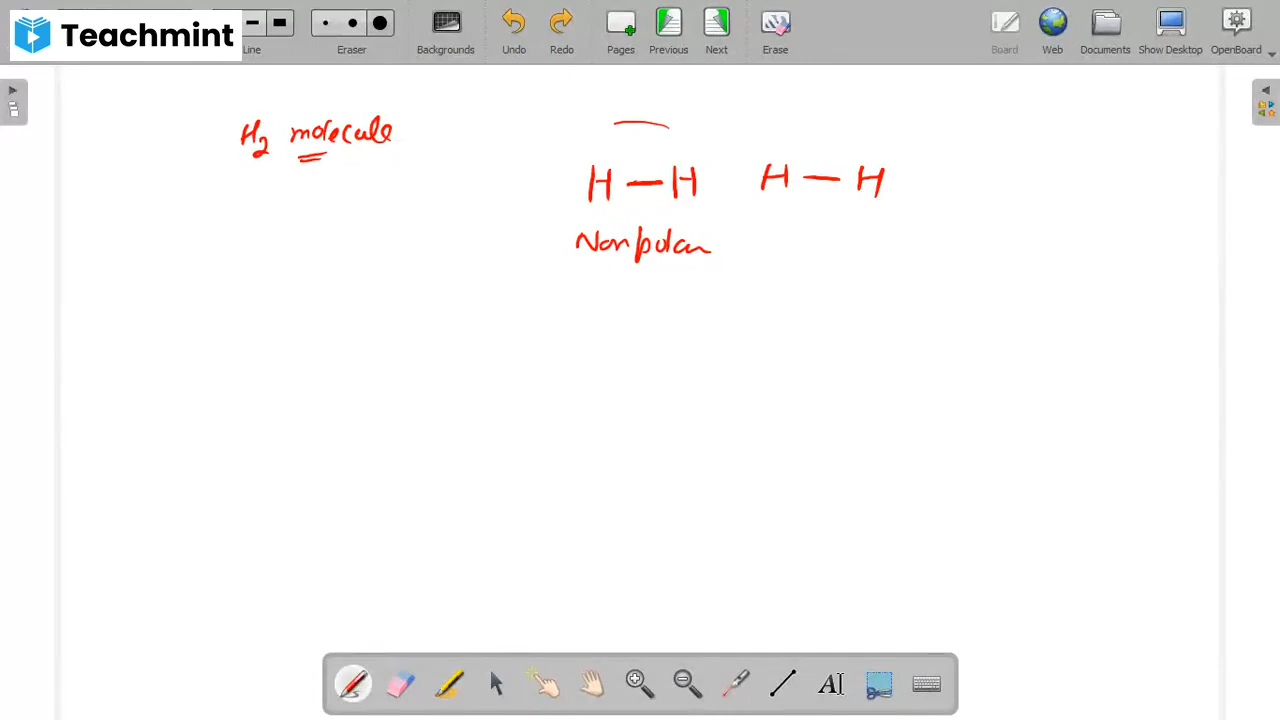 Teachmint
Line
Eraser
Backgrounds
Undo
Redo
Pages
Previous
Next
Erase
Board
Web
Documents
Show Desktop
OpenBoard
H2 molecule
H — H H — H
Nonpolar